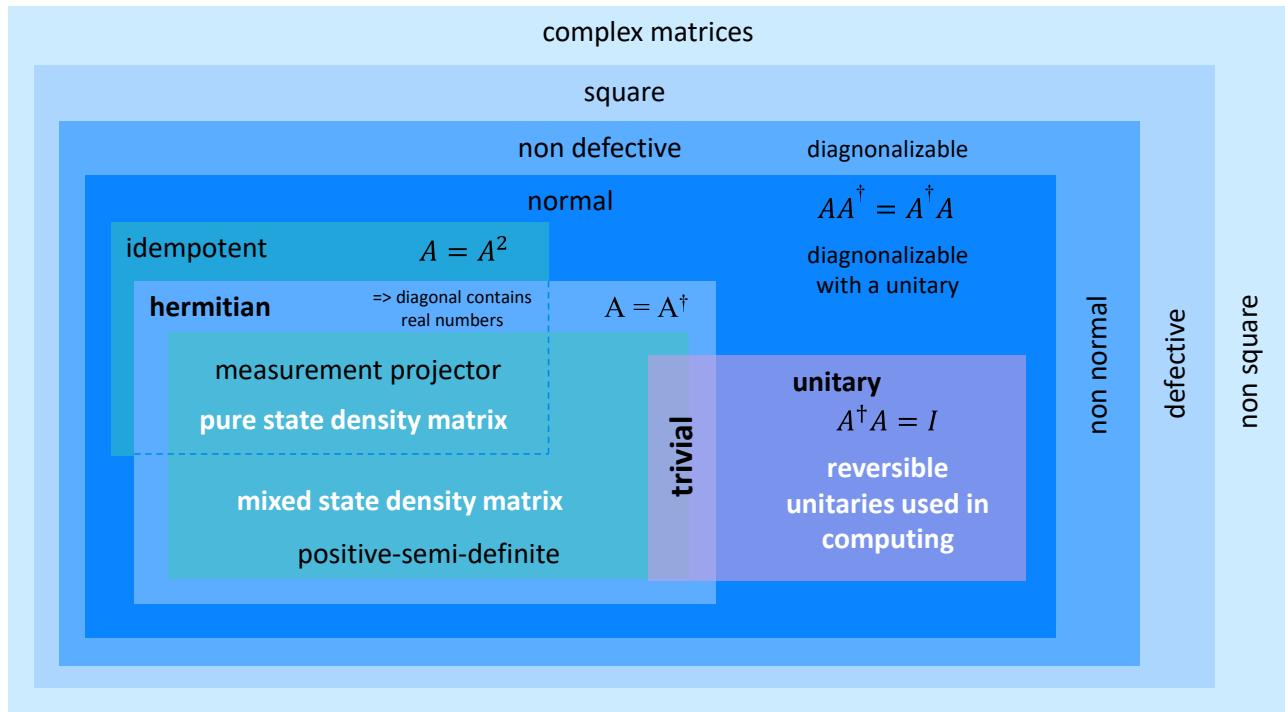 complex matrices
square
non defective
diagnonalizable
normal
AA† = A†A
idempotent
A = A²
diagnonalizable
with a unitary
hermitian
=> diagonal contains
real numbers
A = A†
measurement projector
pure state density matrix
mixed state density matrix
positive-semi-definite
trivial
unitary
A†A = I
reversible
unitaries used in
computing
non normal
defective
non square